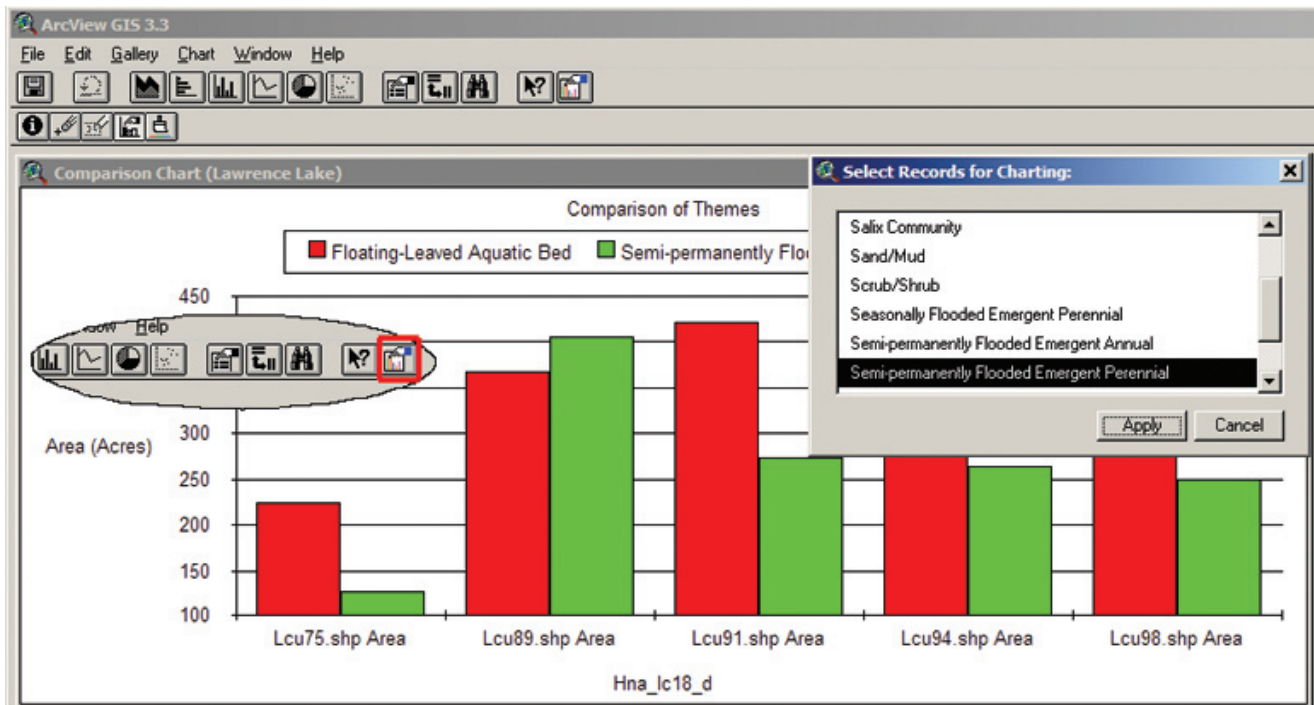 ArcView GIS 3.3
File Edit Gallery Chart Window Help
Comparison Chart (Lawrence Lake)
Select Records for Charting:
Comparison of Themes
Floating-Leaved Aquatic Bed
Salix Community
Sand/Mud
Scrub/Shrub
Seasonally Flooded Emergent Perennial
Semi-permanently Flooded Emergent Annual
Semi-permanently Flooded Emergent Perennial
Apply Cancel
Semi-permanently Floo
450
Help
300
Area (Acres)
250
200
150
100
Lcu75.shp Area Lcu89.shp Area Lcu91.shp Area Lcu94.shp Area Lcu98.shp Area
Hna_lc18_d